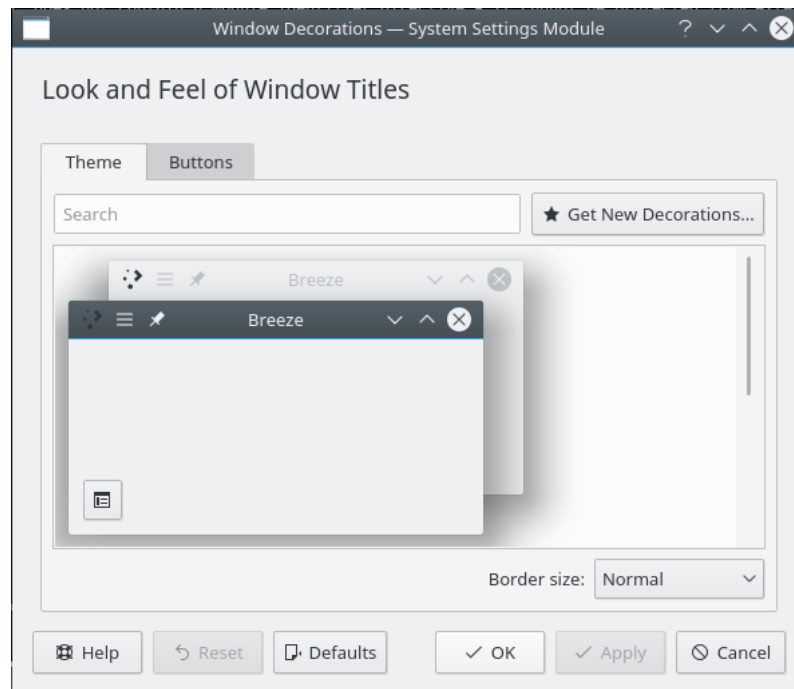 Window Decorations — System Settings Module
Look and Feel of Window Titles
Theme
Buttons
Search
Get New Decorations...
Breeze
Breeze
Border size: Normal
Help
Reset
Defaults
OK
Apply
Cancel